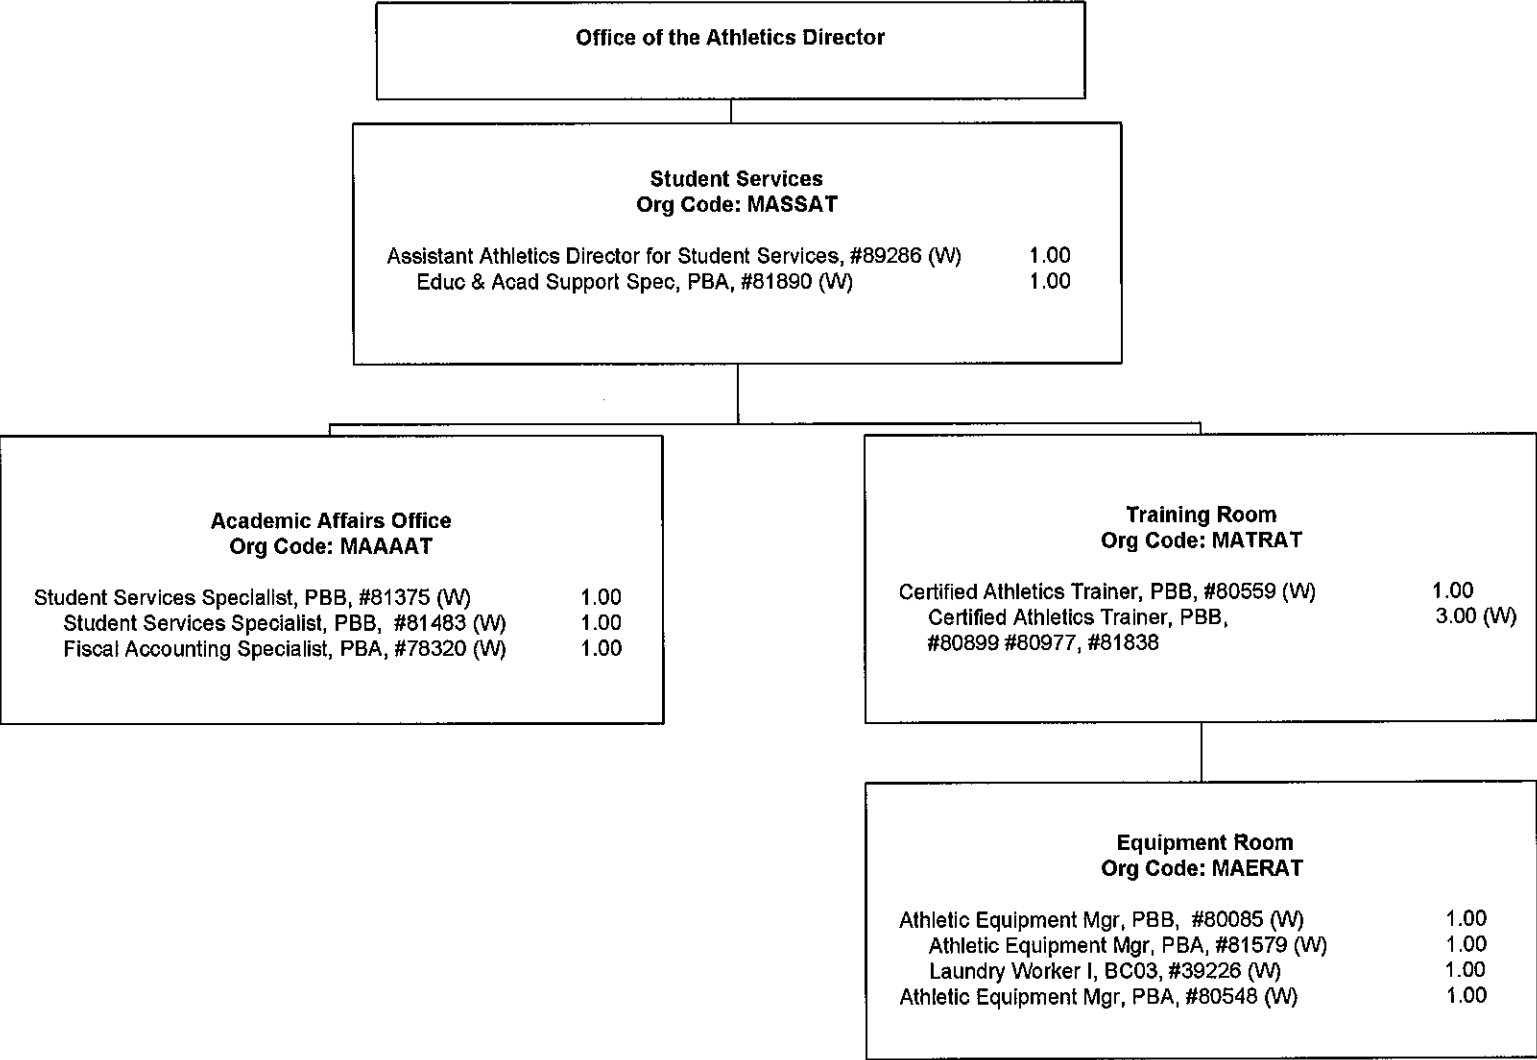 Office of the Athletics Director
Student Services
Org Code: MASSAT
Assistant Athletics Director for Student Services, #89286 (W) 1.00
Educ & Acad Support Spec, PBA, #81890 (W) 1.00
Academic Affairs Office
Org Code: MAAAAT
Student Services Specialist, PBB, #81375 (W) 1.00
Student Services Specialist, PBB, #81483 (W) 1.00
Fiscal Accounting Specialist, PBA, #78320 (W) 1.00
Training Room
Org Code: MATRAT
Certified Athletics Trainer, PBB, #80559 (W) 1.00
Certified Athletics Trainer, PBB, 3.00 (W)
#80899 #80977, #81838
Equipment Room
Org Code: MAERAT
Athletic Equipment Mgr, PBB, #80085 (W) 1.00
Athletic Equipment Mgr, PBA, #81579 (W) 1.00
Laundry Worker I, BC03, #39226 (W) 1.00
Athletic Equipment Mgr, PBA, #80548 (W) 1.00